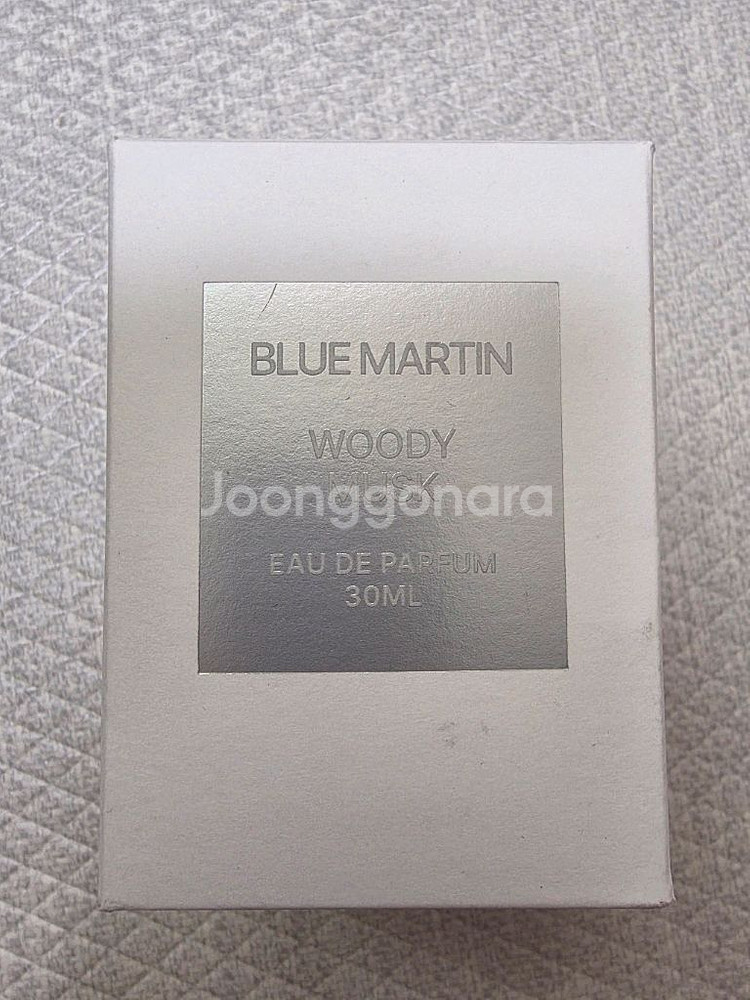 BLUE MARTIN
WOODY
MUSK
Joonggonara
EAU DE PARFUM
30ML